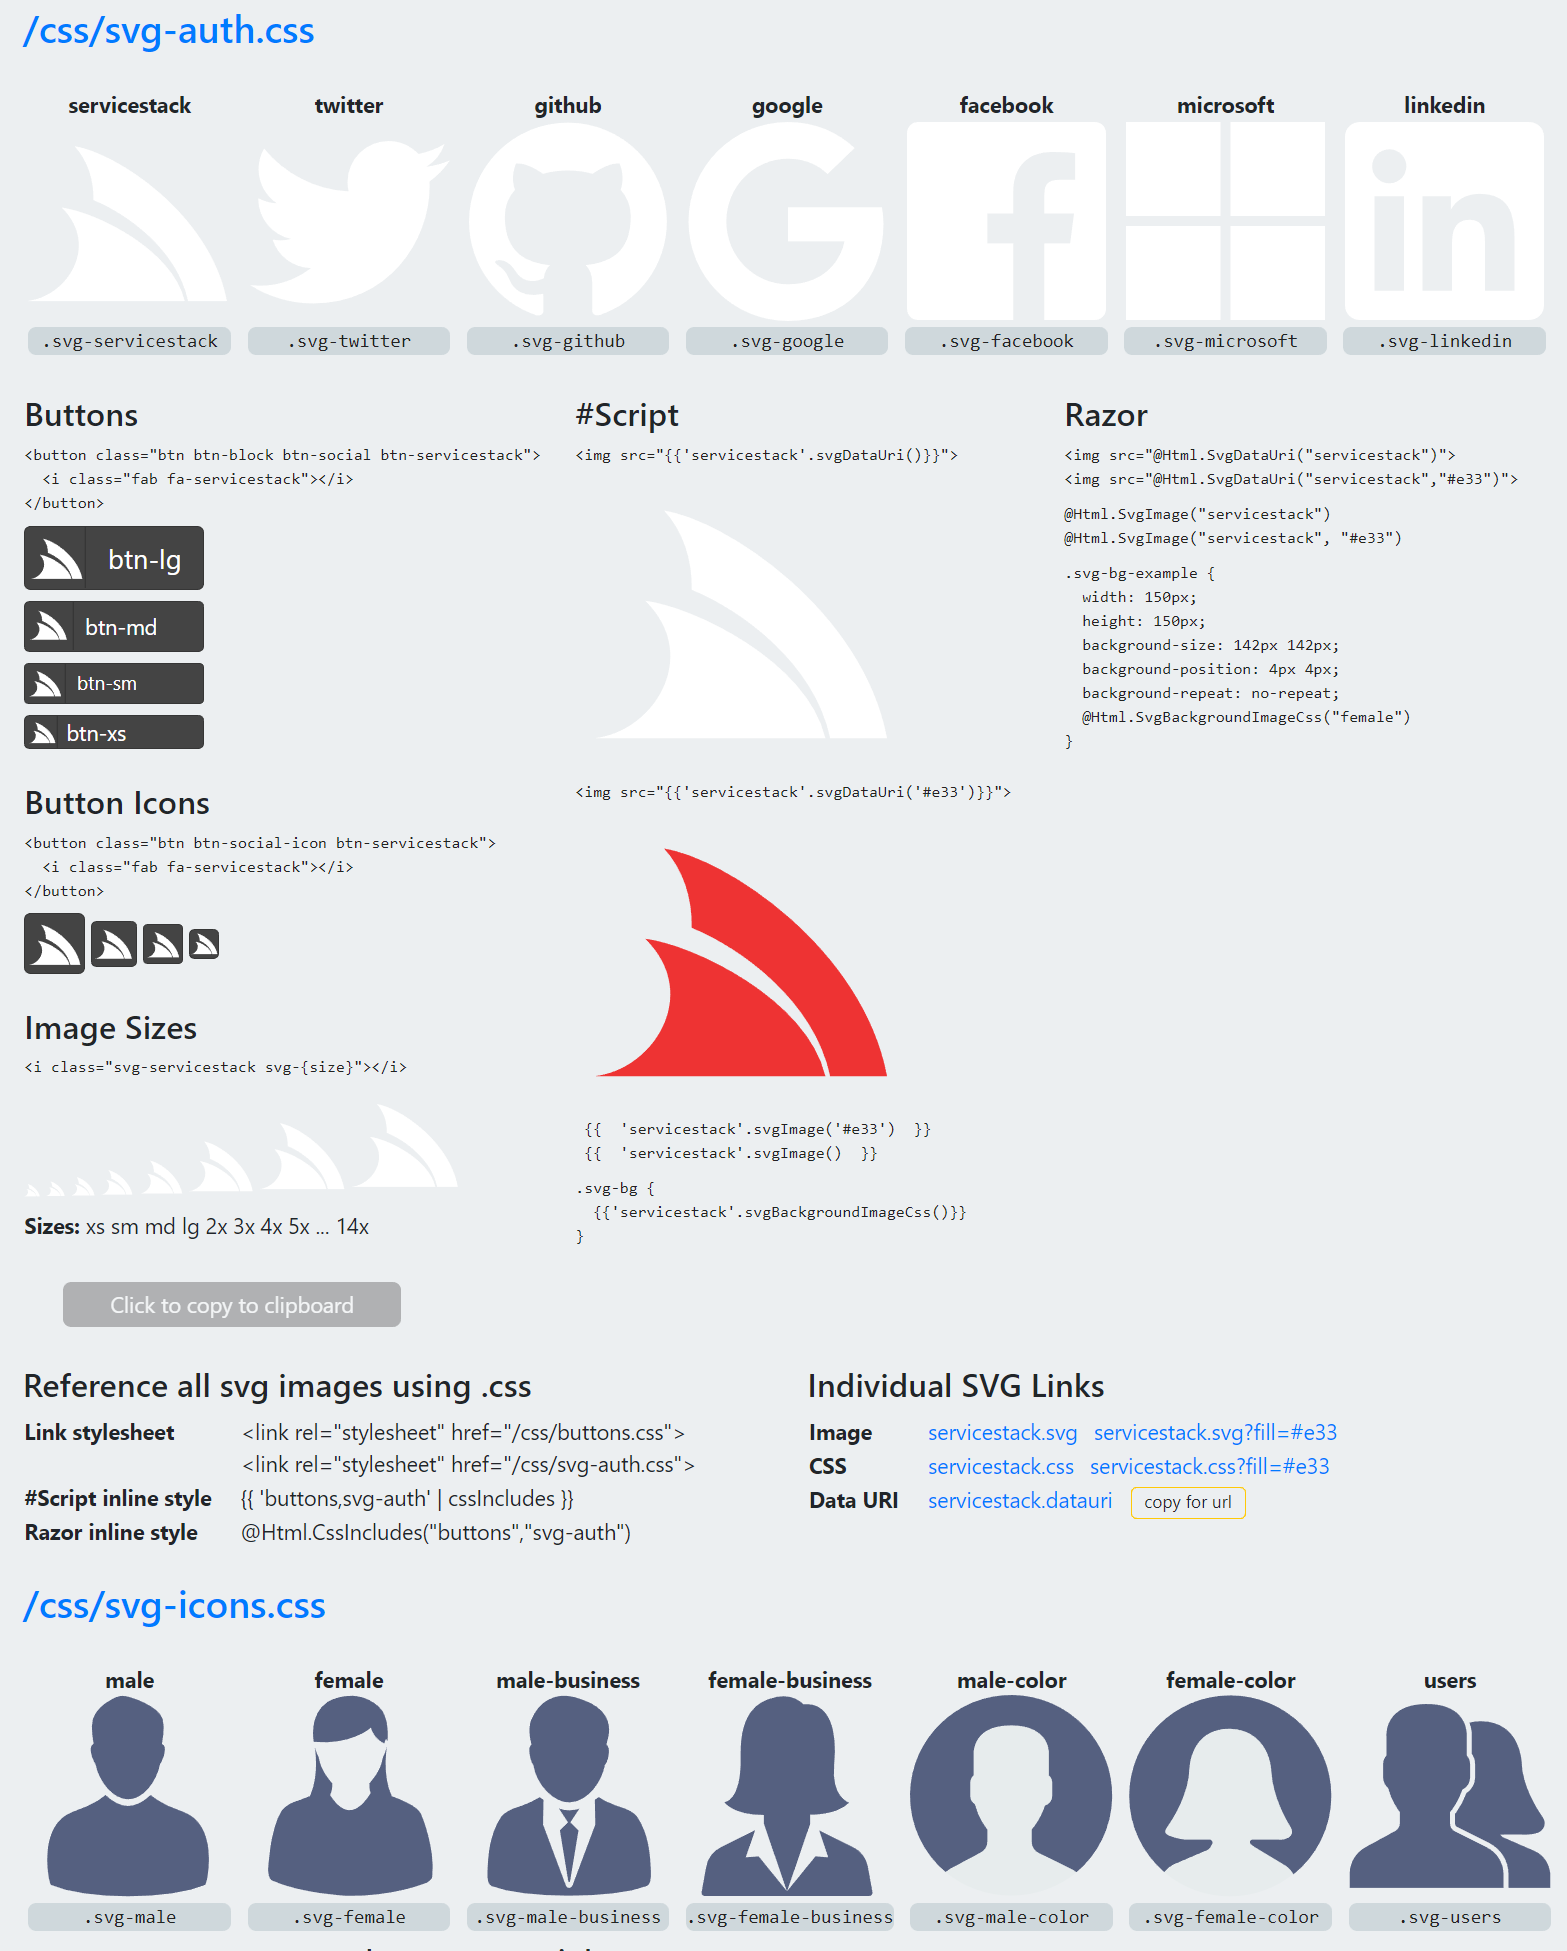 /css/svg-auth.css
servicestack twitter github google facebook microsoft linkedin
.svg-servicestack .svg-twitter .svg-github .svg-google .svg-facebook .svg-microsoft .svg-linkedin
Buttons
<button class="btn btn-block btn-social btn-servicestack">
<i class="fab fa-servicestack"></i>
</button>
btn-lg
btn-md
btn-sm
btn-xs
Button Icons
<button class="btn btn-social-icon btn-servicestack">
<i class="fab fa-servicestack"></i>
</button>
Image Sizes
<i class="svg-servicestack svg-{size}"></i>
Sizes: xs sm md lg 2x 3x 4x 5x ... 14x
Click to copy to clipboard
#Script
<img src="{{'servicestack'.svgDataUri()}}">
<img src="{{'servicestack'.svgDataUri('#e33')}}">
{{  'servicestack'.svgImage('#e33')  }}
{{  'servicestack'.svgImage()  }}
.svg-bg {
{{'servicestack'.svgBackgroundImageCss()}}
}
Razor
<img src="@Html.SvgDataUri("servicestack")">
<img src="@Html.SvgDataUri("servicestack","#e33")">
@Html.SvgImage("servicestack")
@Html.SvgImage("servicestack", "#e33")
.svg-bg-example {
width: 150px;
height: 150px;
background-size: 142px 142px;
background-position: 4px 4px;
background-repeat: no-repeat;
@Html.SvgBackgroundImageCss("female")
}
Reference all svg images using .css
Link stylesheet <link rel="stylesheet" href="/css/buttons.css">
<link rel="stylesheet" href="/css/svg-auth.css">
#Script inline style {{ 'buttons,svg-auth' | cssIncludes }}
Razor inline style @Html.CssIncludes("buttons","svg-auth")
Individual SVG Links
Image servicestack.svg servicestack.svg?fill=#e33
CSS servicestack.css servicestack.css?fill=#e33
Data URI servicestack.datauri copy for url
/css/svg-icons.css
male female male-business female-business male-color female-color users
.svg-male .svg-female .svg-male-business .svg-female-business .svg-male-color .svg-female-color .svg-users